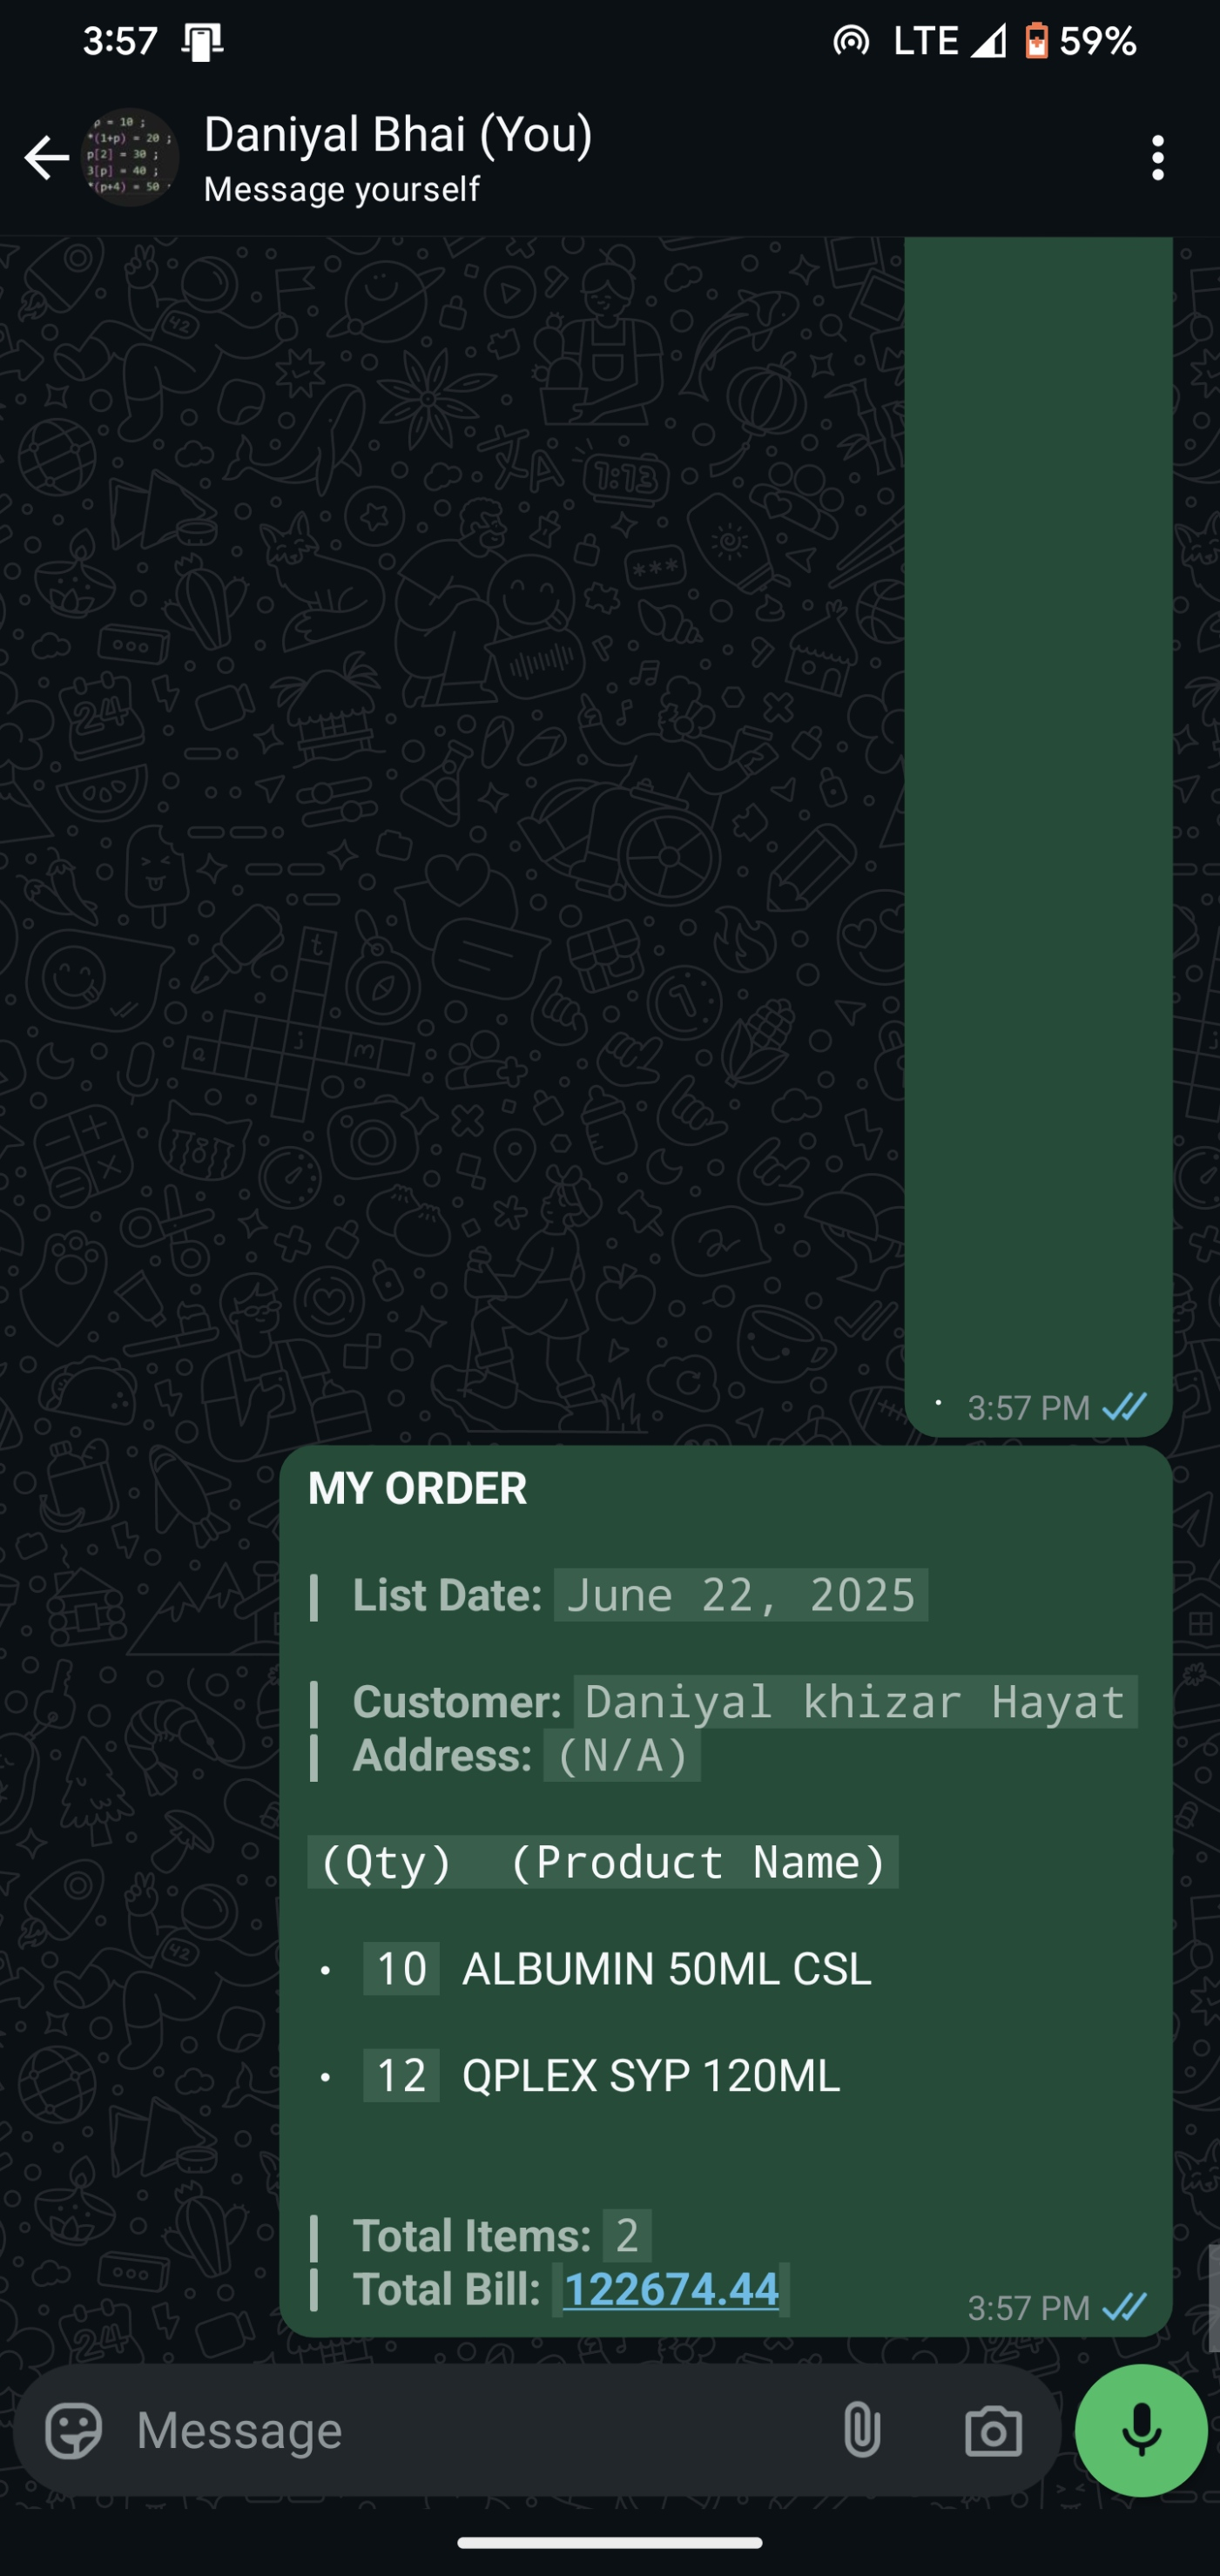 3:57 LTE 59%
Daniyal Bhai (You)
Message yourself
3:57 PM
MY ORDER
List Date: June 22, 2025
Customer: Daniyal khizar Hayat
Address: (N/A)
(Qty) (Product Name)
• 10 ALBUMIN 50ML CSL
• 12 QPLEX SYP 120ML
Total Items: 2
Total Bill: 122674.44
3:57 PM
Message